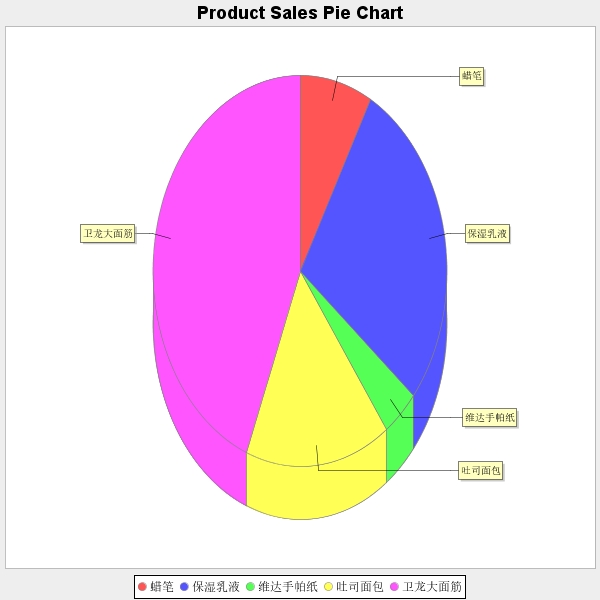 Product Sales Pie Chart
蜡笔
卫龙大面筋
保湿乳液
维达手帕纸
吐司面包
蜡笔 保湿乳液 维达手帕纸 吐司面包 卫龙大面筋